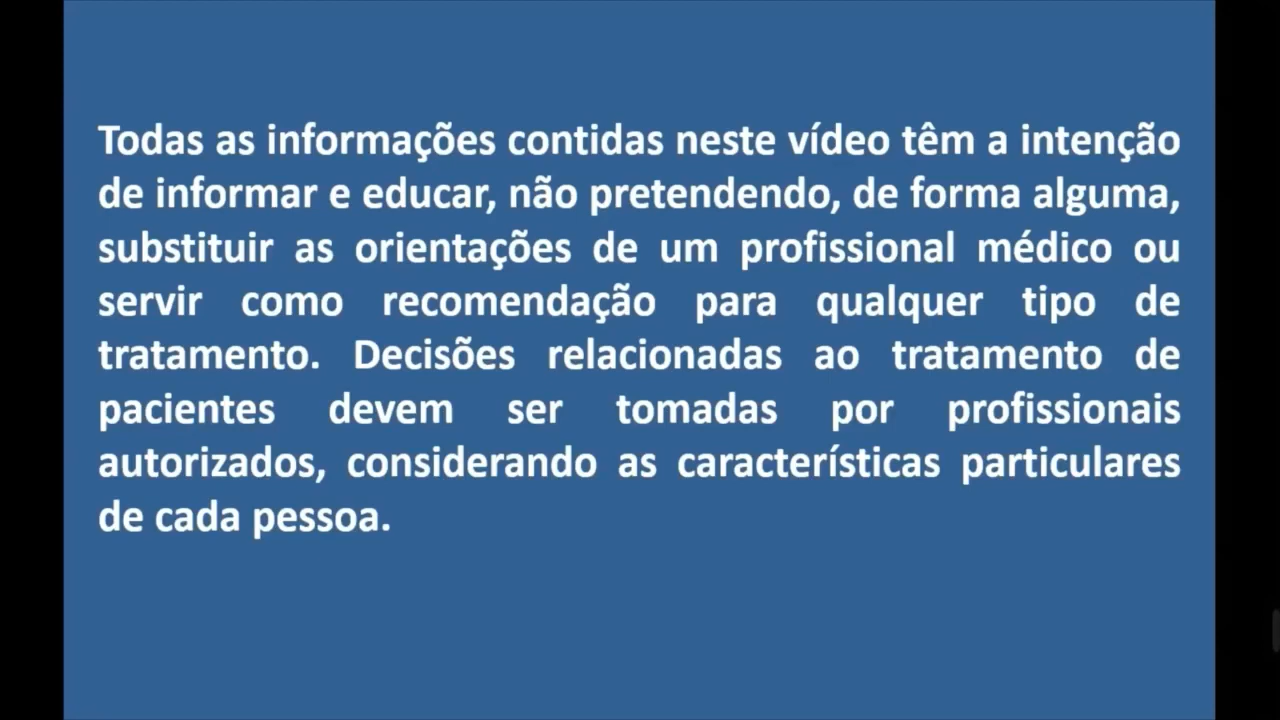 Todas as informações contidas neste vídeo têm a intenção
de informar e educar, não pretendendo, de forma alguma,
substituir as orientações de um profissional médico ou
servir como recomendação para qualquer tipo de
tratamento. Decisões relacionadas ao tratamento de
pacientes devem ser tomadas por profissionais
autorizados, considerando as características particulares
de cada pessoa.